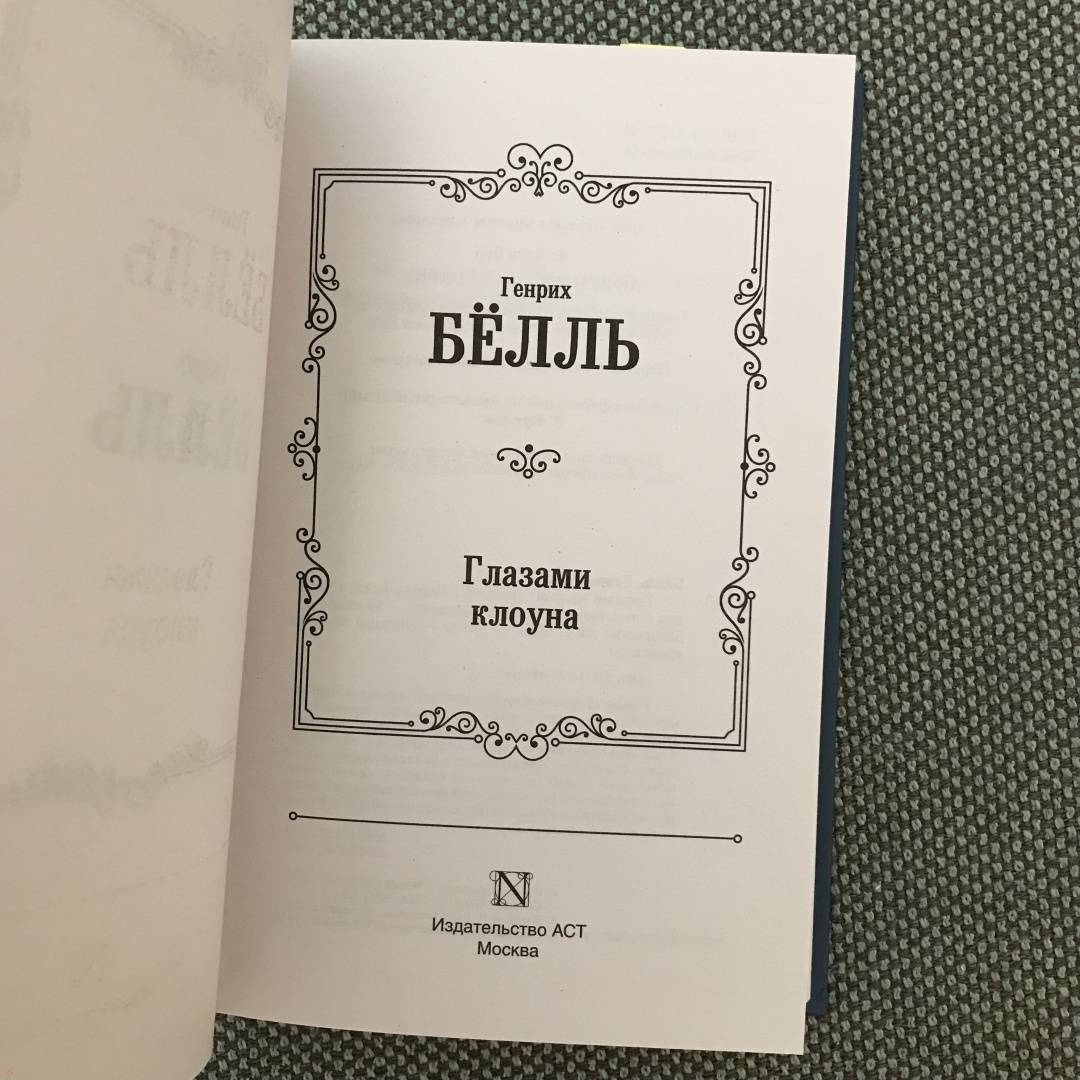 Генрих
БЁЛЛЬ
Глазами
клоуна
N
Издательство АСТ
Москва